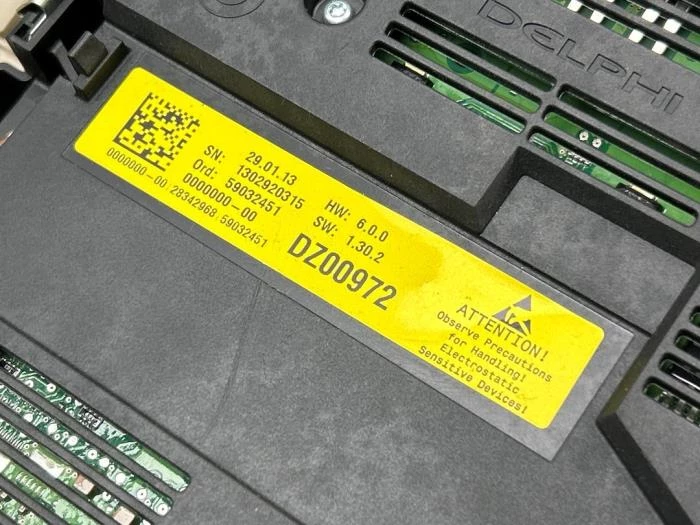 DELPHI
29.01.13
SN: 1302920315
Ord: 59032451
0000000-00
0000000-00 28342968 59032451
HW: 6.0.0
SW: 1.30.2
DZ00972
ATTENTION!
Observe Precautions
for Handling!
Electrostatic
Sensitive Devices!